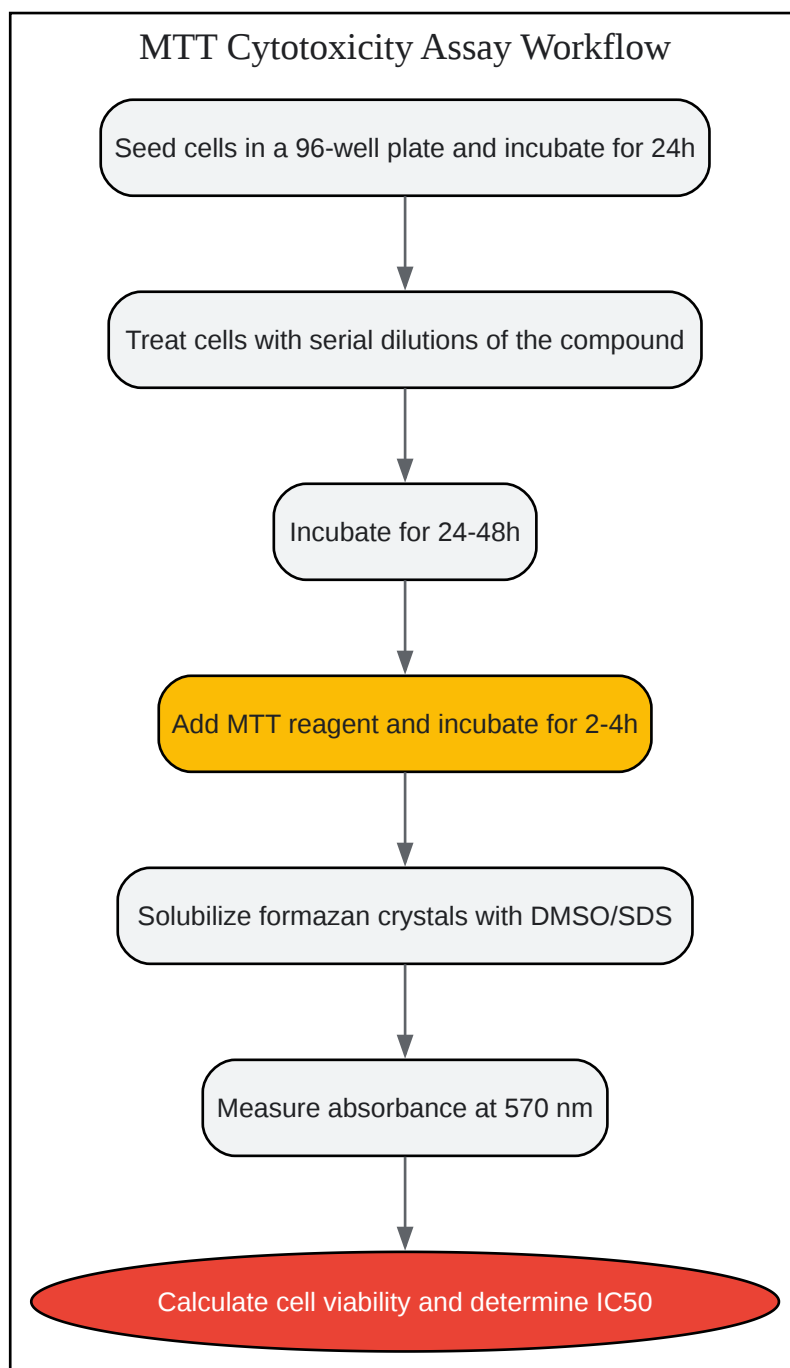 MTT Cytotoxicity Assay Workflow
Seed cells in a 96-well plate and incubate for 24h
Treat cells with serial dilutions of the compound
Incubate for 24-48h
Add MTT reagent and incubate for 2-4h
Solubilize formazan crystals with DMSO/SDS
Measure absorbance at 570 nm
Calculate cell viability and determine IC50